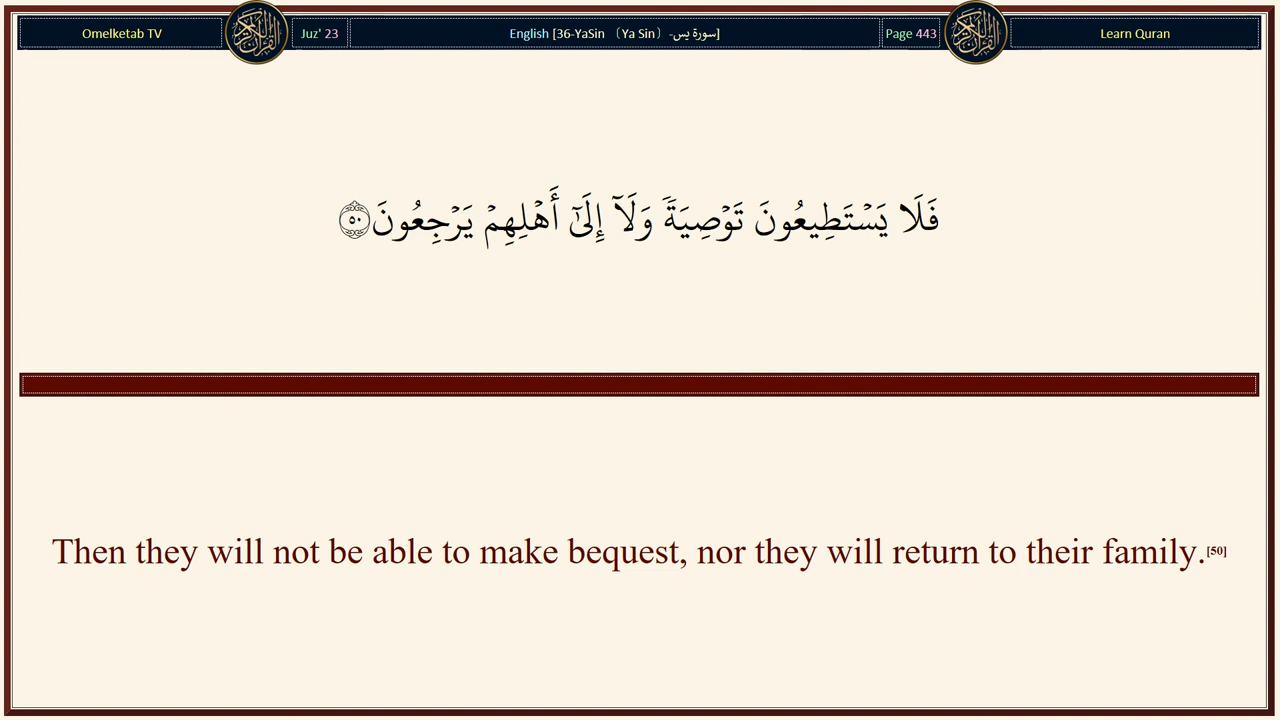 Omelketab TV
Juz' 23
English [36-YaSin （Ya Sin） -سورة يس]
Page 443
Learn Quran
فَلَا يَسْتَطِيعُونَ تَوْصِيَةً وَلَآ إِلَىٰٓ أَهْلِهِمْ يَرْجِعُونَ ۝٥٠
Then they will not be able to make bequest, nor they will return to their family.[50]